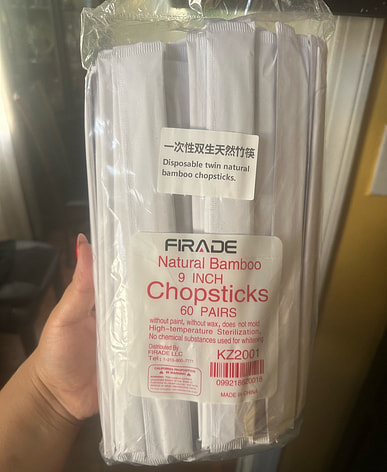 一次性双生天然竹筷
Disposable twin natural
bamboo chopsticks.
FIRADE
Natural Bamboo
9 INCH
Chopsticks
60 PAIRS
without paint, without wax, does not mold
High-temperature Sterilization,
No chemical substances used for whitening
Distributed By
FIRADE LLC
KZ2001
MADE IN CHINA